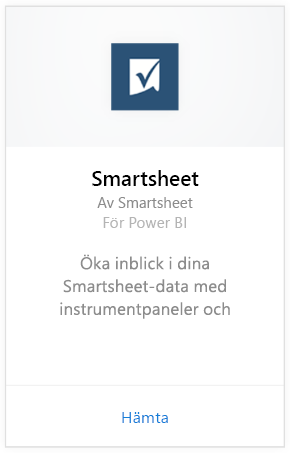 Smartsheet
Av Smartsheet
För Power BI
Öka inblick i dina
Smartsheet-data med
instrumentpaneler och
Hämta